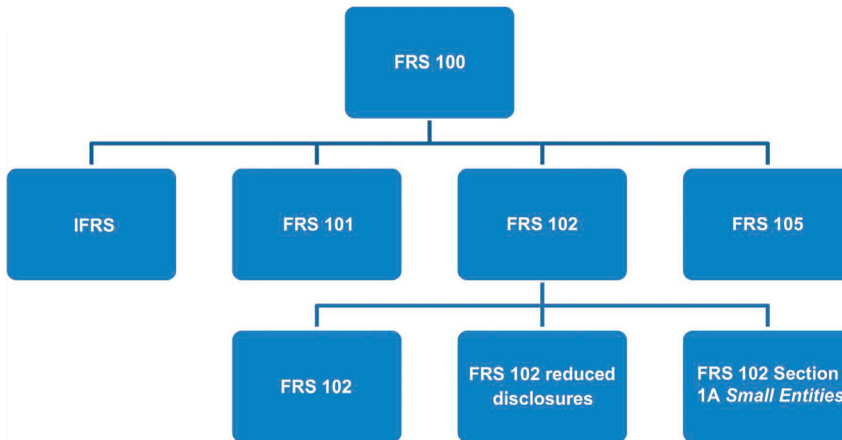 FRS 100
IFRS
FRS 101
FRS 102
FRS 105
FRS 102
FRS 102 reduced
disclosures
FRS 102 Section
1A Small Entities